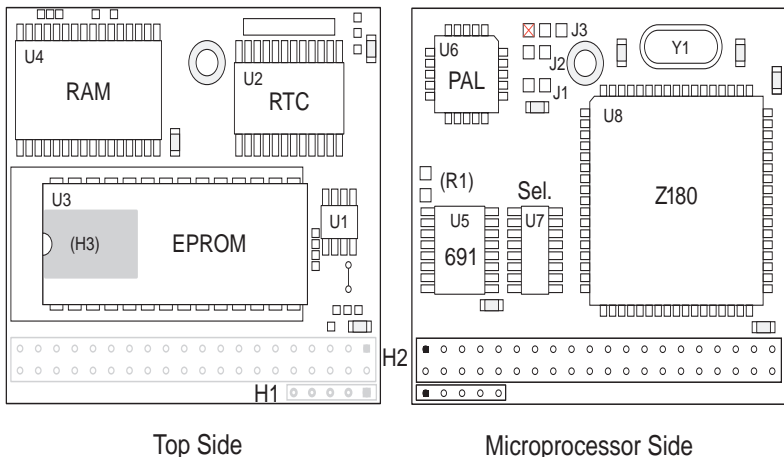 U4
RAM
U2
RTC
U3
(H3)
EPROM
U1
H1
H2
Top Side
U6
PAL
J3
J2
J1
Y1
U8
Z180
(R1)
Sel.
U5
691
U7
Microprocessor Side